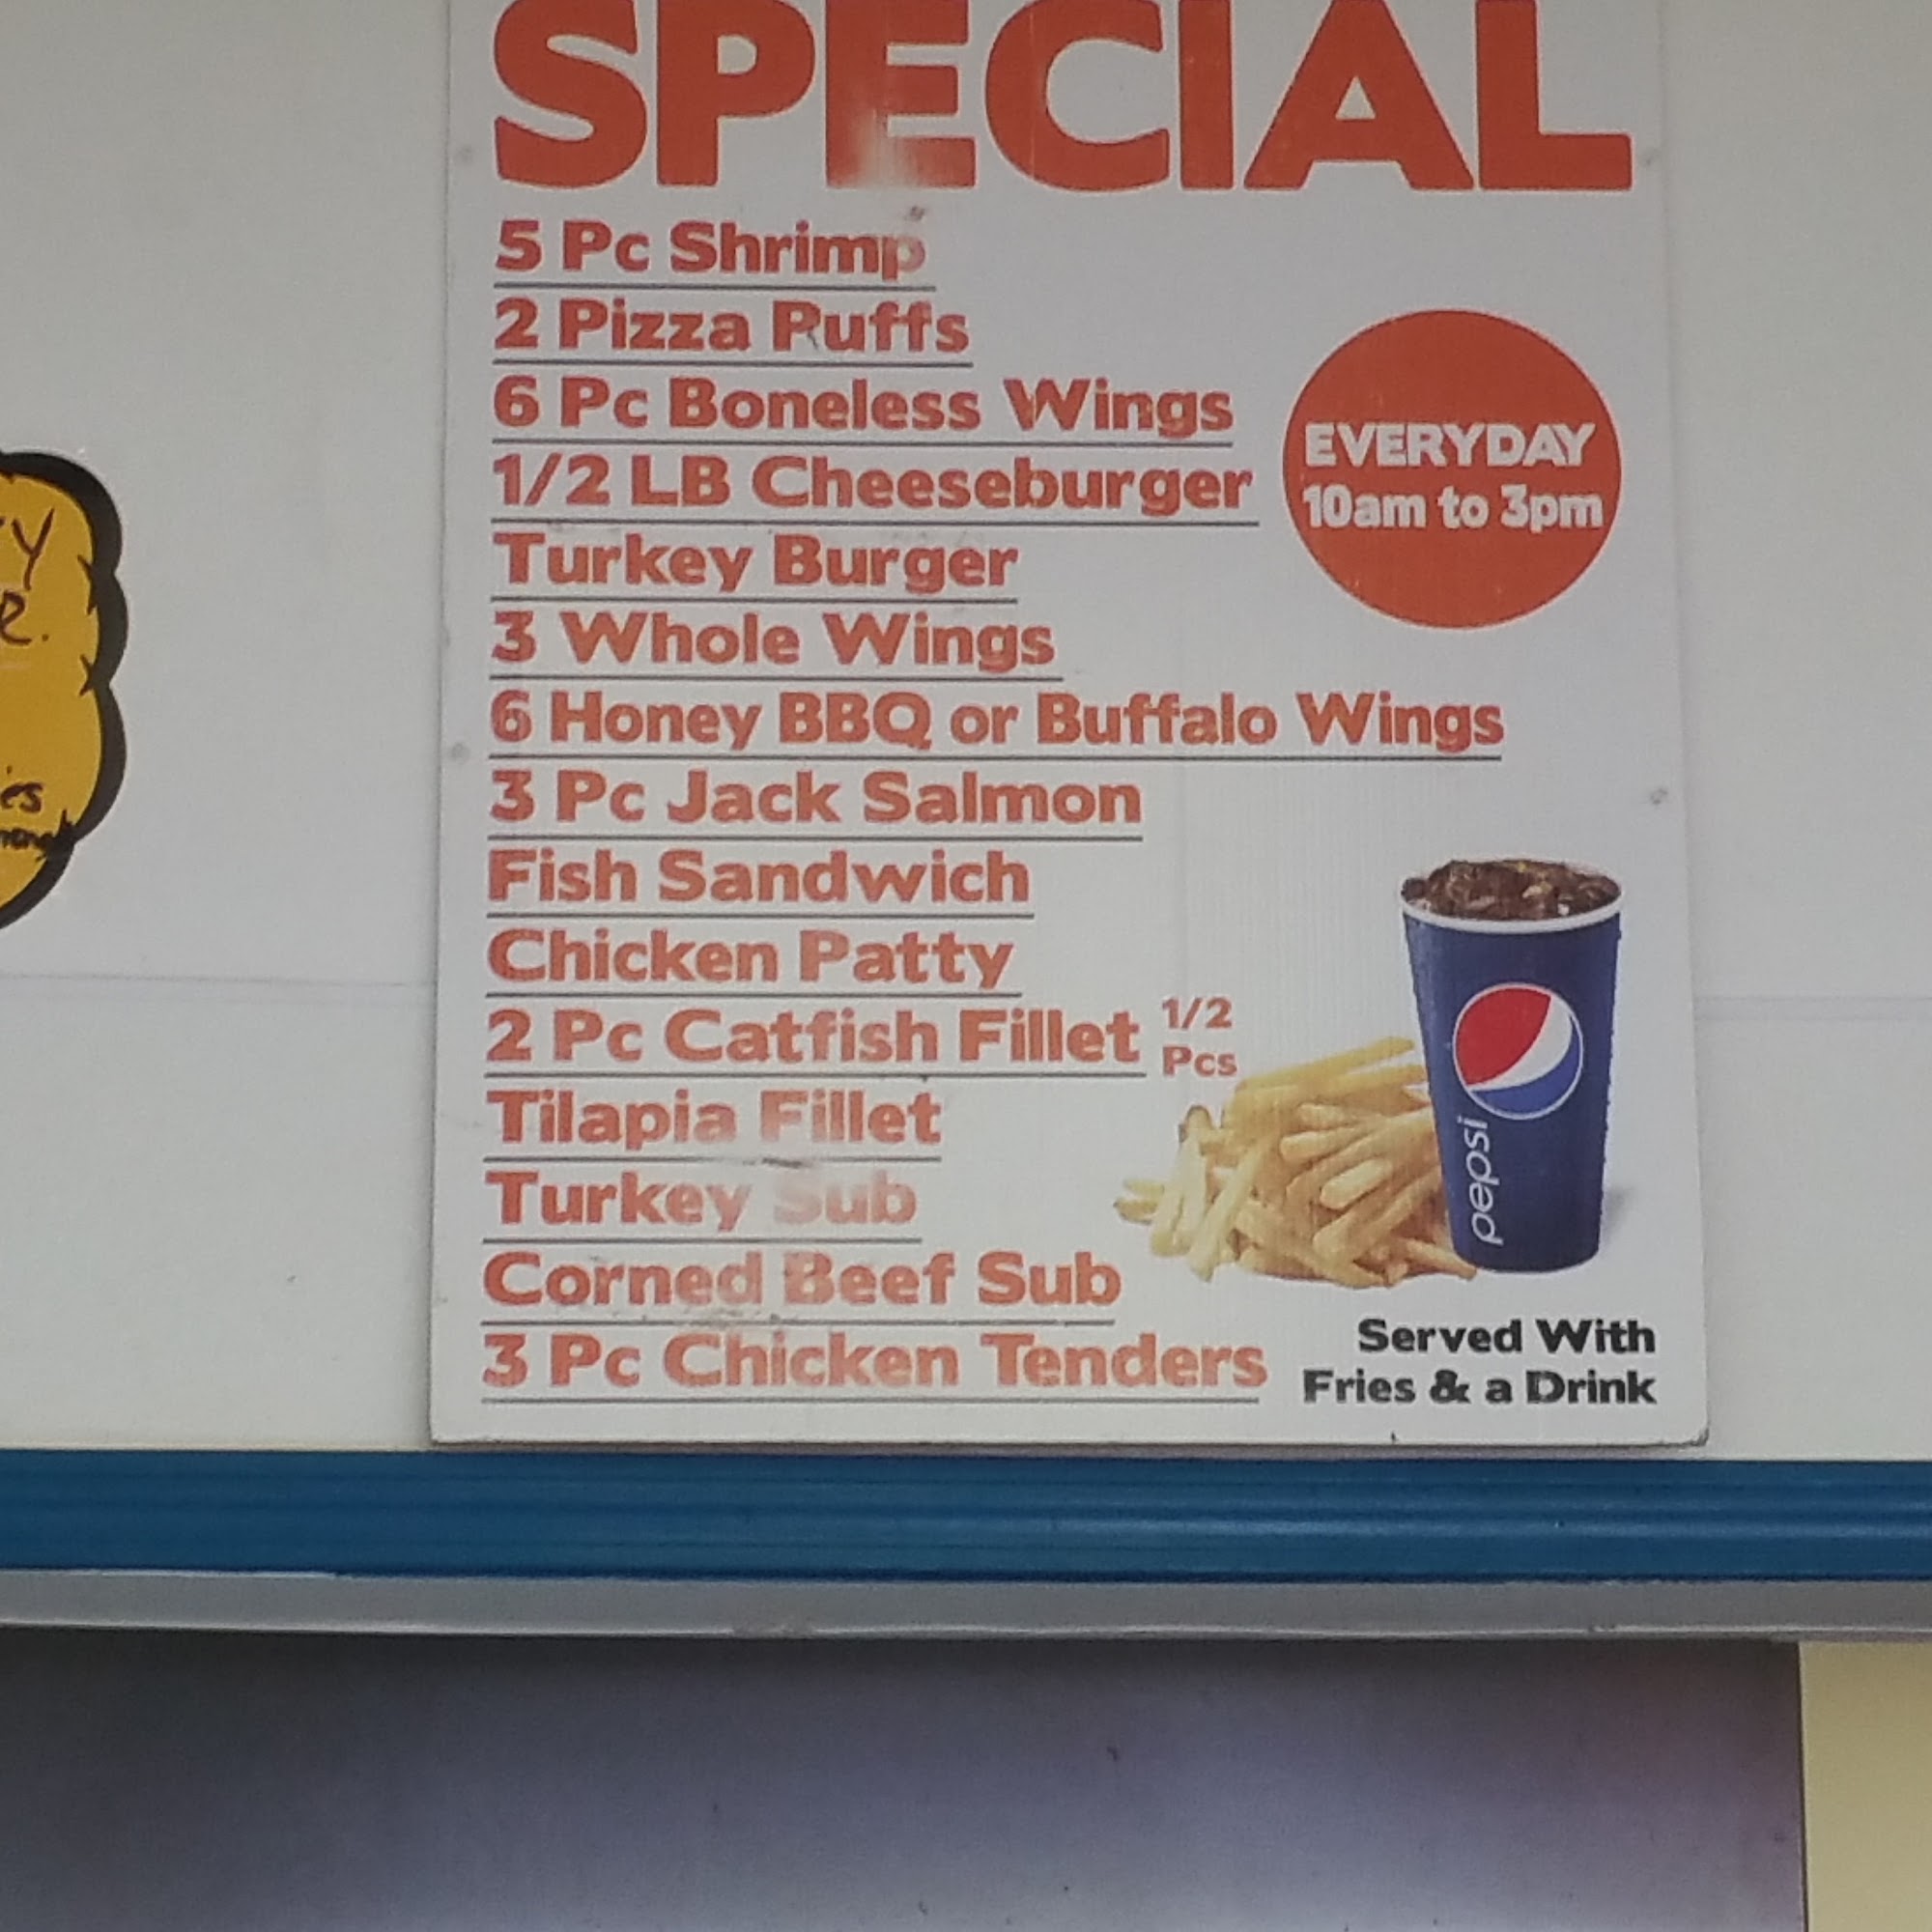 SPECIAL
5 Pc Shrimp
2 Pizza Puffs
6 Pc Boneless Wings
1/2 LB Cheeseburger
Turkey Burger
3 Whole Wings
6 Honey BBQ or Buffalo Wings
3 Pc Jack Salmon
Fish Sandwich
Chicken Patty
2 Pc Catfish Fillet 1/2
Pcs
Tilapia Fillet
Turkey Sub
Corned Beef Sub
3 Pc Chicken Tenders
EVERYDAY
10am to 3pm
pepsi
Served With
Fries & a Drink